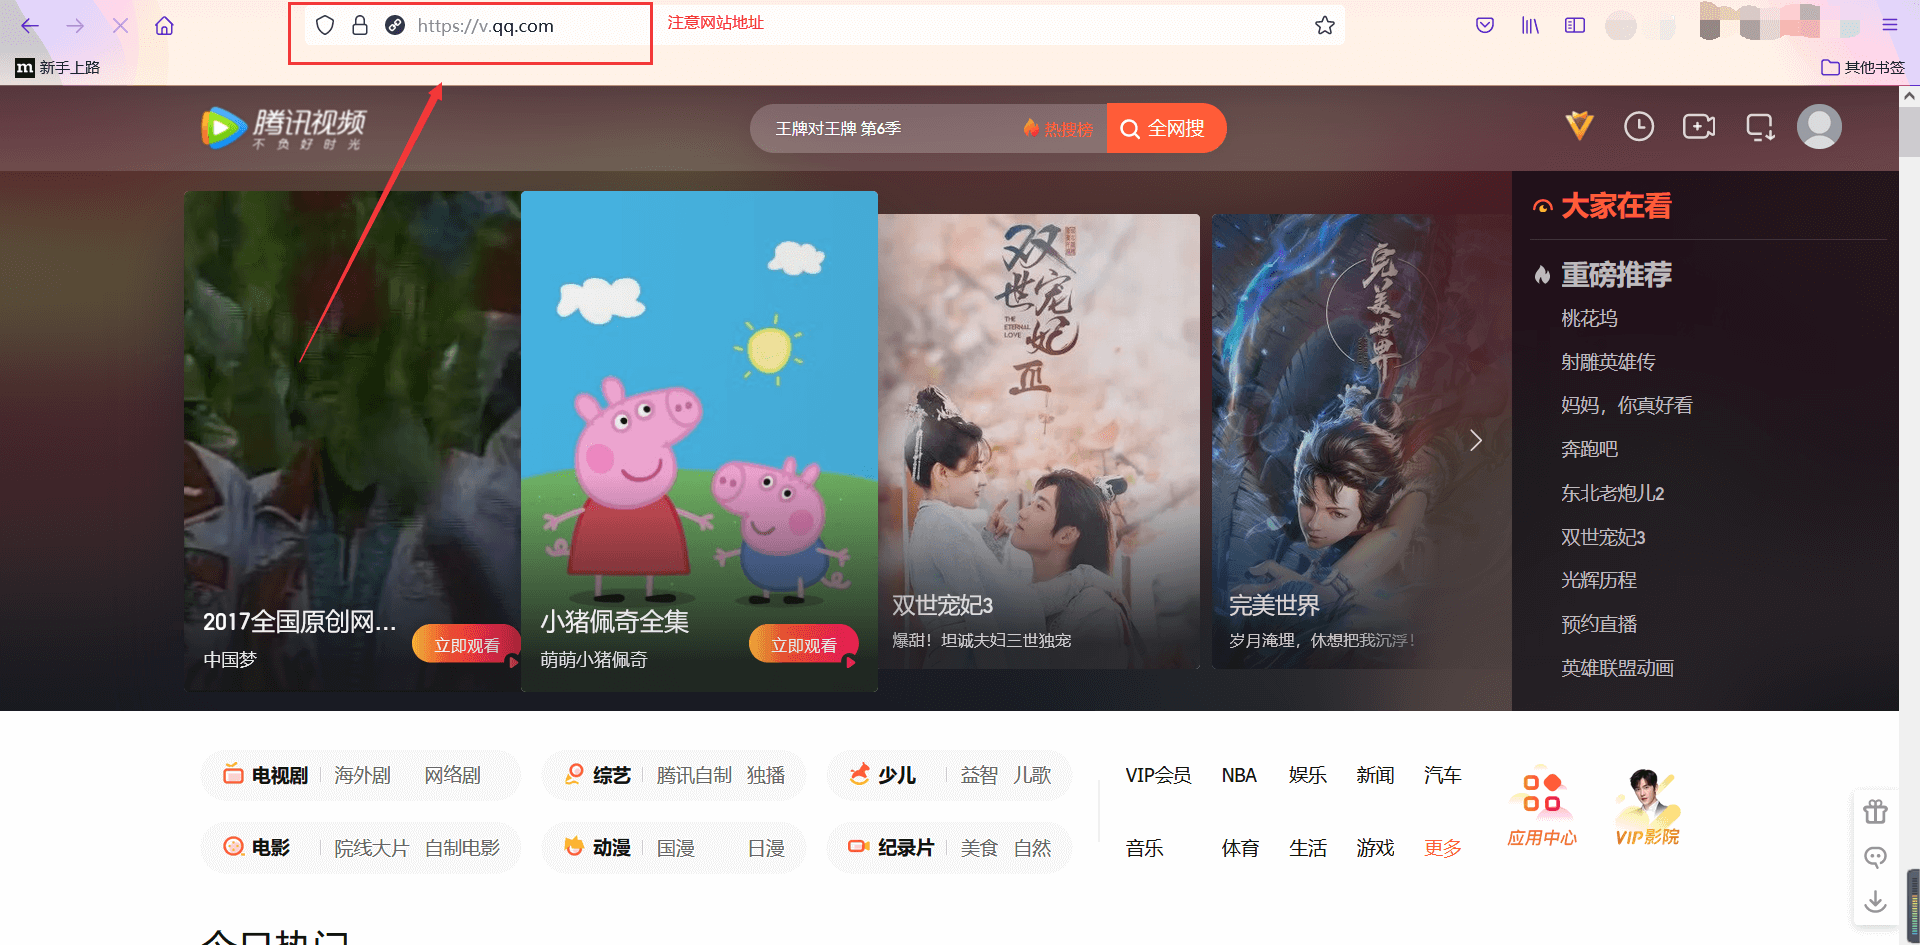 https://v.qq.com
注意网站地址
m 新手上路
其他书签
腾讯视频
不负好时光
王牌对王牌 第6季
热搜榜
全网搜
大家在看
重磅推荐
桃花坞
射雕英雄传
妈妈，你真好看
奔跑吧
东北老炮儿2
双世宠妃3
光辉历程
预约直播
英雄联盟动画
2017全国原创网...
中国梦
立即观看
小猪佩奇全集
萌萌小猪佩奇
立即观看
双世宠妃 III
THE ETERNAL LOVE
双世宠妃3
爆甜！坦诚夫妇三世独宠
完美世界
完美世界
岁月淹埋，休想把我沉浮！
电视剧 海外剧 网络剧
综艺 腾讯自制 独播
少儿 益智 儿歌
VIP会员 NBA 娱乐 新闻 汽车
电影 院线大片 自制电影
动漫 国漫 日漫
纪录片 美食 自然
音乐 体育 生活 游戏 更多
应用中心
VIP影院
今日热门